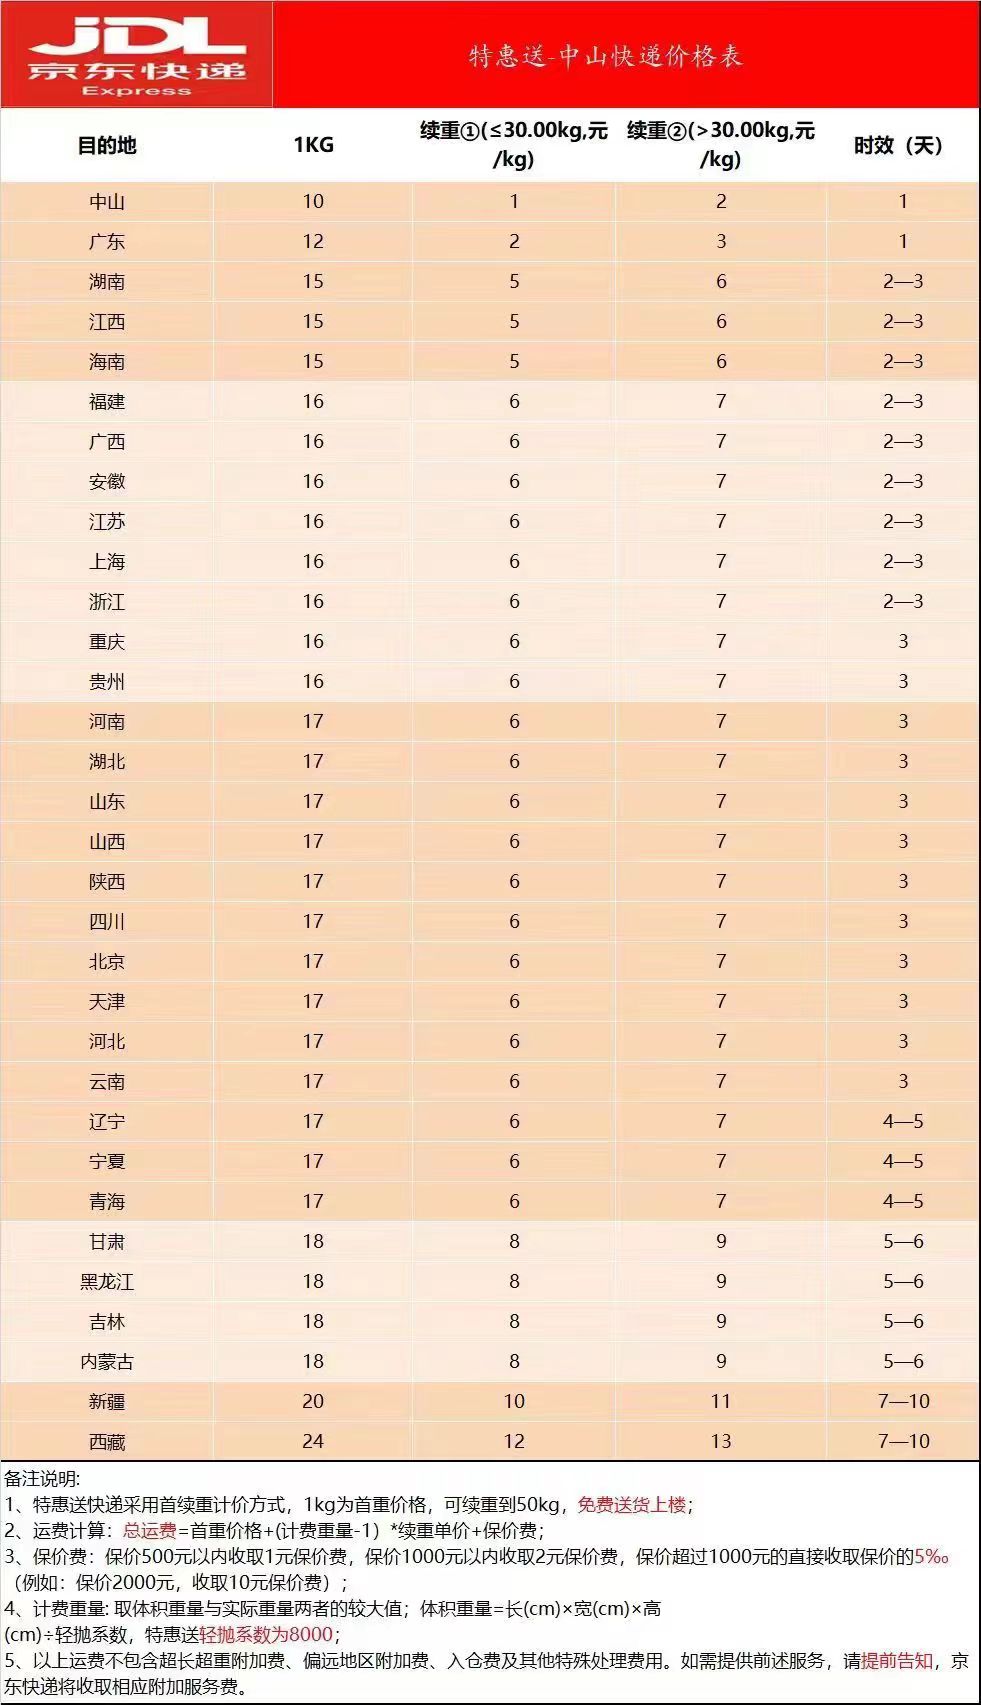 JDL
京东快递
Express
特惠送-中山快递价格表
目的地 1KG 续重①(≤30.00kg,元/kg) 续重②(>30.00kg,元/kg) 时效（天）
中山 10 1 2 1
广东 12 2 3 1
湖南 15 5 6 2—3
江西 15 5 6 2—3
海南 15 5 6 2—3
福建 16 6 7 2—3
广西 16 6 7 2—3
安徽 16 6 7 2—3
江苏 16 6 7 2—3
上海 16 6 7 2—3
浙江 16 6 7 2—3
重庆 16 6 7 3
贵州 16 6 7 3
河南 17 6 7 3
湖北 17 6 7 3
山东 17 6 7 3
山西 17 6 7 3
陕西 17 6 7 3
四川 17 6 7 3
北京 17 6 7 3
天津 17 6 7 3
河北 17 6 7 3
云南 17 6 7 3
辽宁 17 6 7 4—5
宁夏 17 6 7 4—5
青海 17 6 7 4—5
甘肃 18 8 9 5—6
黑龙江 18 8 9 5—6
吉林 18 8 9 5—6
内蒙古 18 8 9 5—6
新疆 20 10 11 7—10
西藏 24 12 13 7—10
备注说明:
1、特惠送快递采用首续重计价方式，1kg为首重价格，可续重到50kg，免费送货上楼；
2、运费计算：总运费=首重价格+(计费重量-1）*续重单价+保价费；
3、保价费：保价500元以内收取1元保价费，保价1000元以内收取2元保价费，保价超过1000元的直接收取保价的5‰
（例如：保价2000元，收取10元保价费）；
4、计费重量: 取体积重量与实际重量两者的较大值；体积重量=长(cm)×宽(cm)×高
(cm)÷轻抛系数，特惠送轻抛系数为8000；
5、以上运费不包含超长超重附加费、偏远地区附加费、入仓费及其他特殊处理费用。如需提供前述服务，请提前告知，京
东快递将收取相应附加服务费。